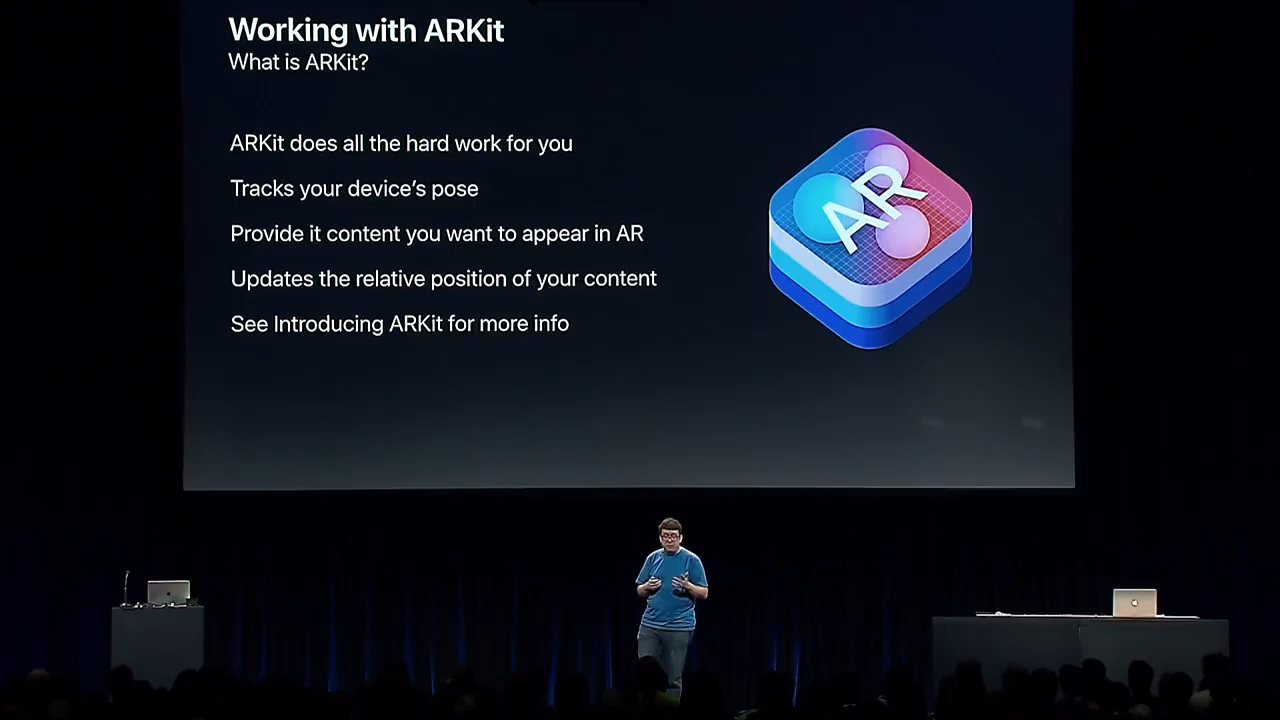 Working with ARKit
What is ARKit?
ARKit does all the hard work for you
Tracks your device's pose
Provide it content you want to appear in AR
Updates the relative position of your content
See Introducing ARKit for more info
AR